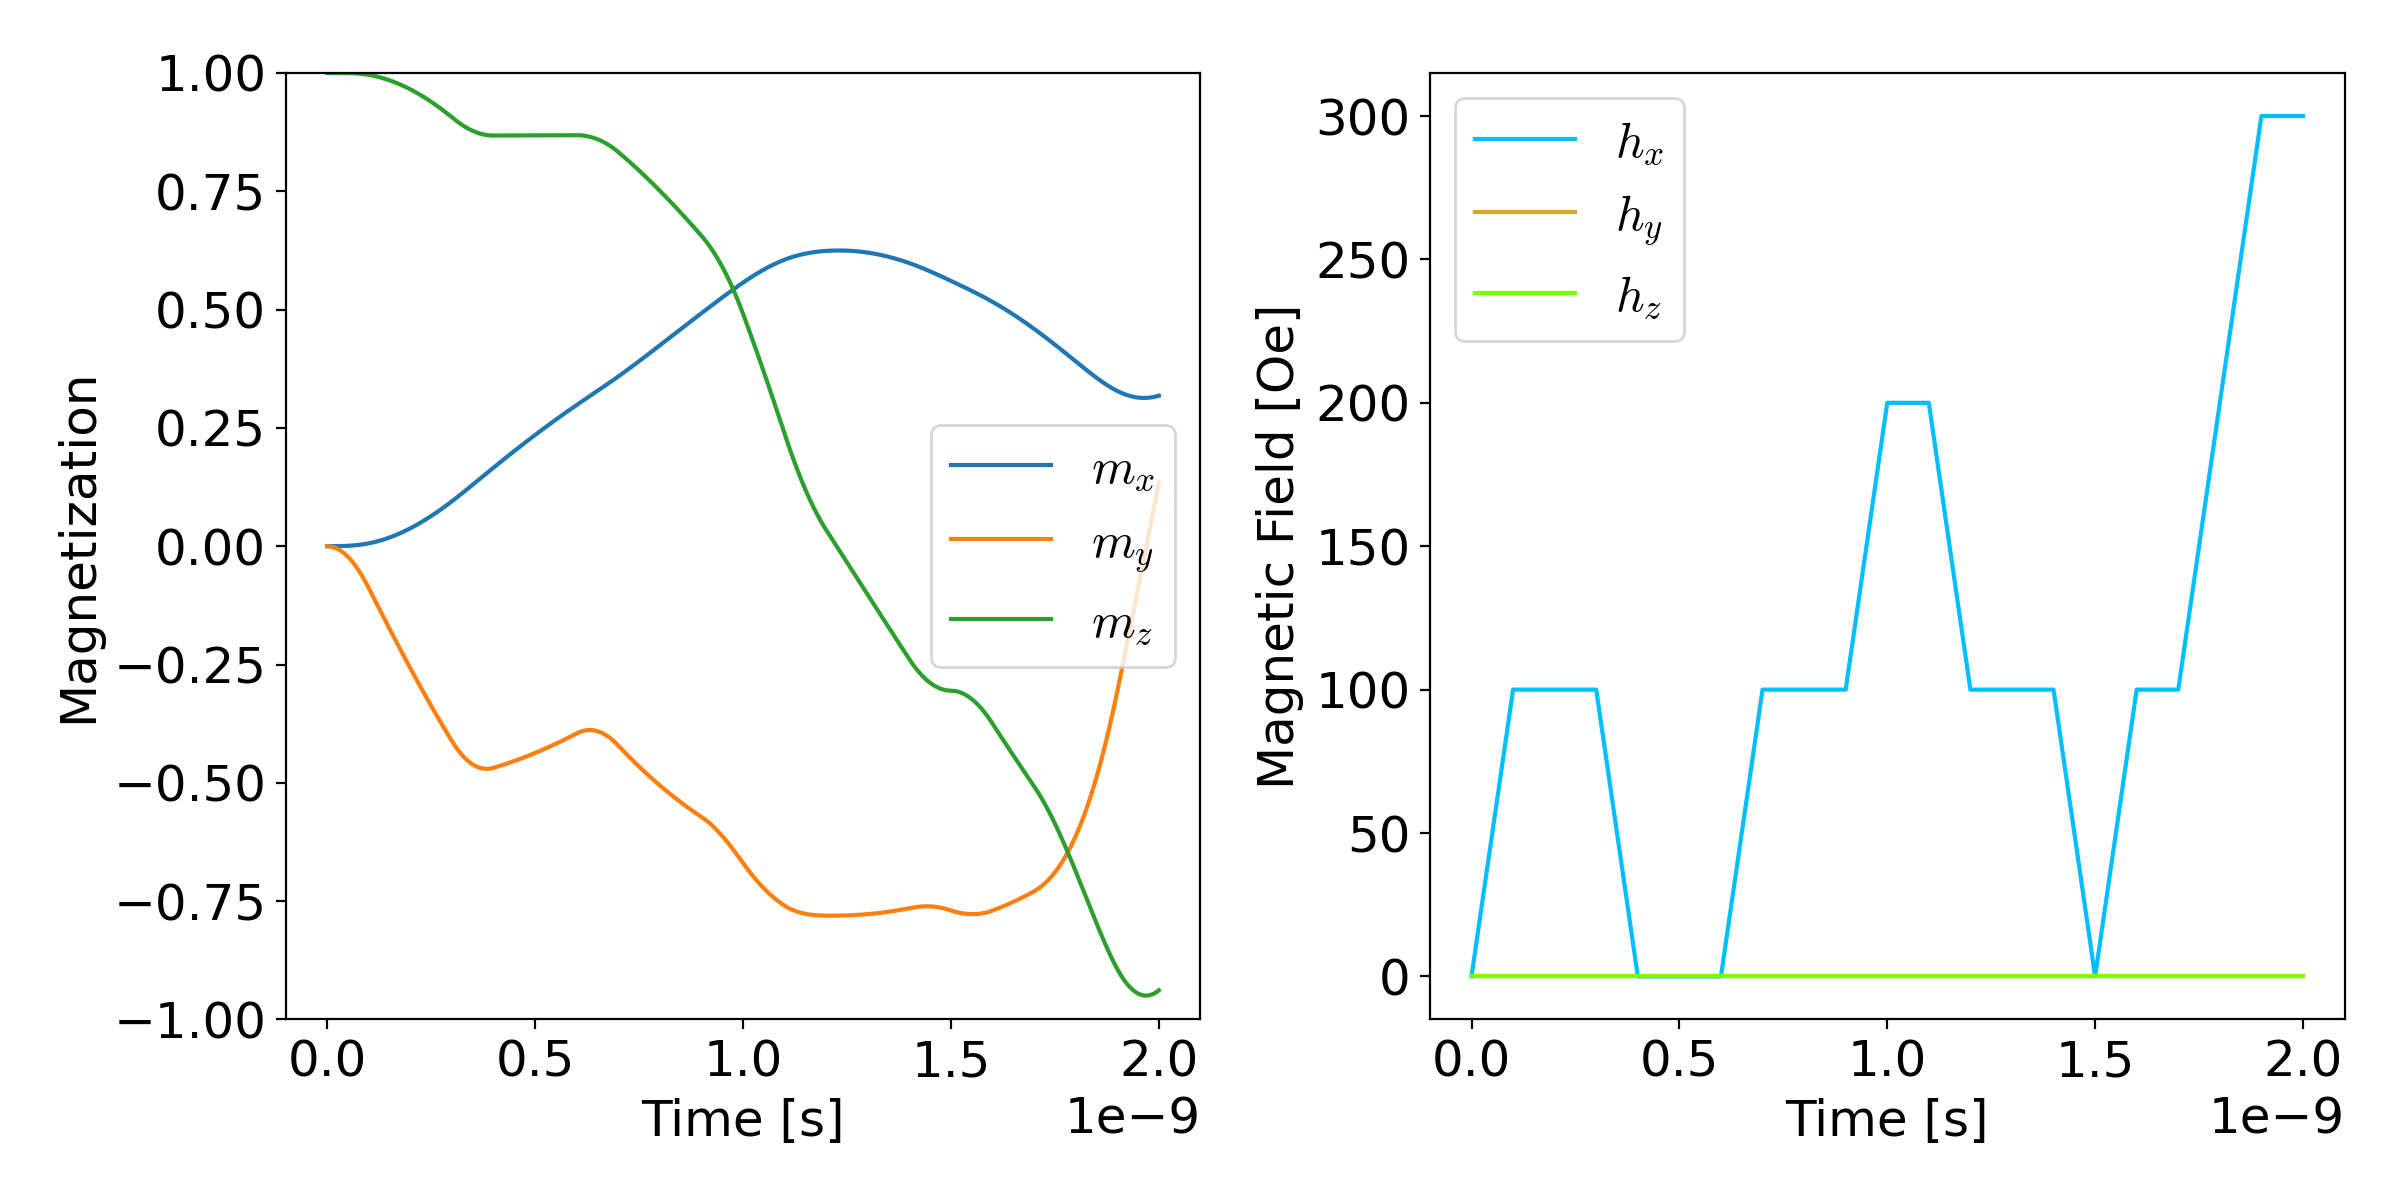 1.00
0.75
0.50
0.25
0.00
−0.25
−0.50
−0.75
−1.00
Magnetization
0.0 0.5 1.0 1.5 2.0
Time [s]
1e−9
m_x
m_y
m_z
300
250
200
150
100
50
0
Magnetic Field [Oe]
0.0 0.5 1.0 1.5 2.0
Time [s]
1e−9
h_x
h_y
h_z